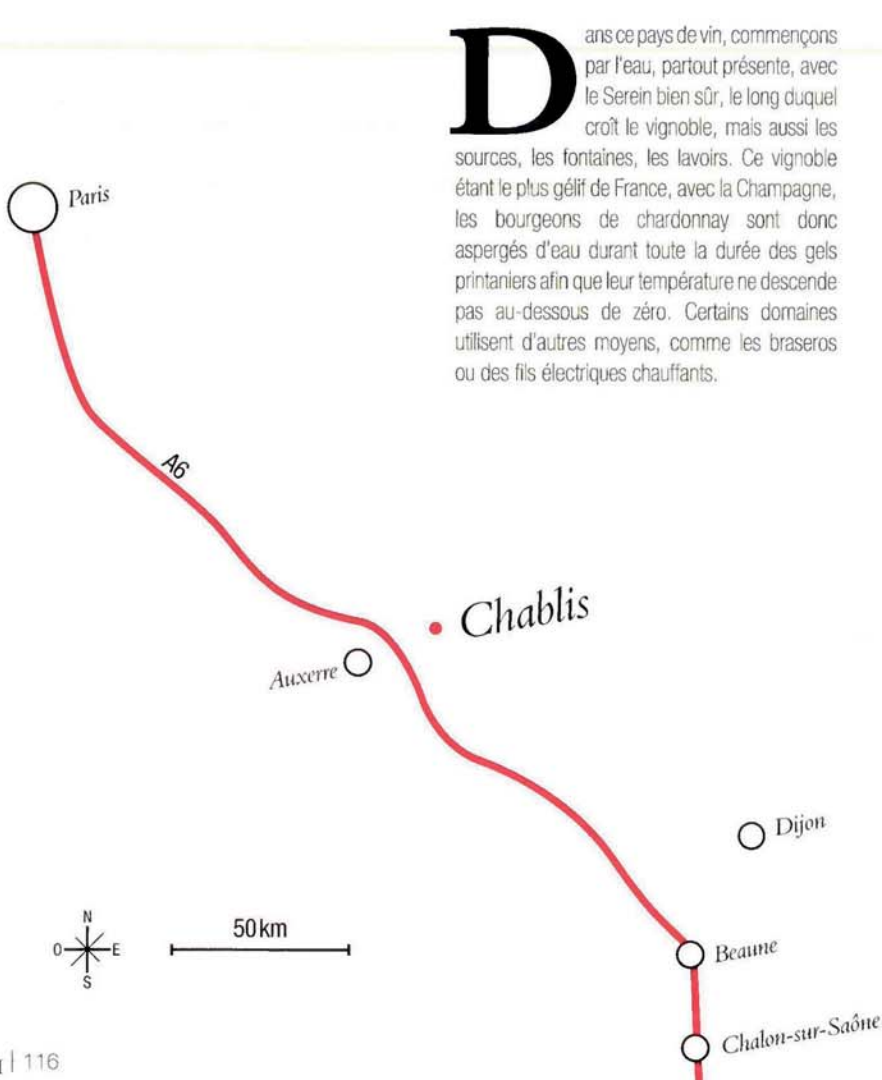 Dans ce pays de vin, commençons
par l'eau, partout présente, avec
le Serein bien sûr, le long duquel
croît le vignoble, mais aussi les
sources, les fontaines, les lavoirs. Ce vignoble
étant le plus gélif de France, avec la Champagne,
les bourgeons de chardonnay sont donc
aspergés d'eau durant toute la durée des gels
printaniers afin que leur température ne descende
pas au-dessous de zéro. Certains domaines
utilisent d'autres moyens, comme les braseros
ou des fils électriques chauffants.
Paris
A6
Chablis
Auxerre
Dijon
Beaune
Chalon-sur-Saône
50 km
N
O E
S
116